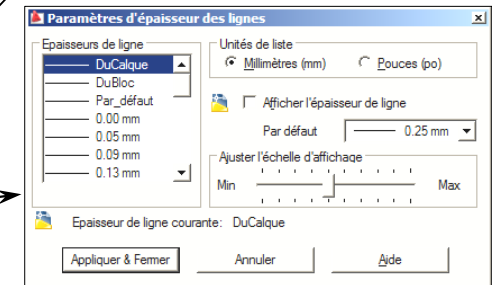 Paramètres d'épaisseur des lignes
Epaisseurs de ligne
DuCalque
DuBloc
Par_défaut
0.00 mm
0.05 mm
0.09 mm
0.13 mm
Unités de liste
Millimètres (mm) Pouces (po)
Afficher l'épaisseur de ligne
Par défaut 0.25 mm
Ajuster l'échelle d'affichage
Min Max
Epaisseur de ligne courante: DuCalque
Appliquer & Fermer Annuler Aide